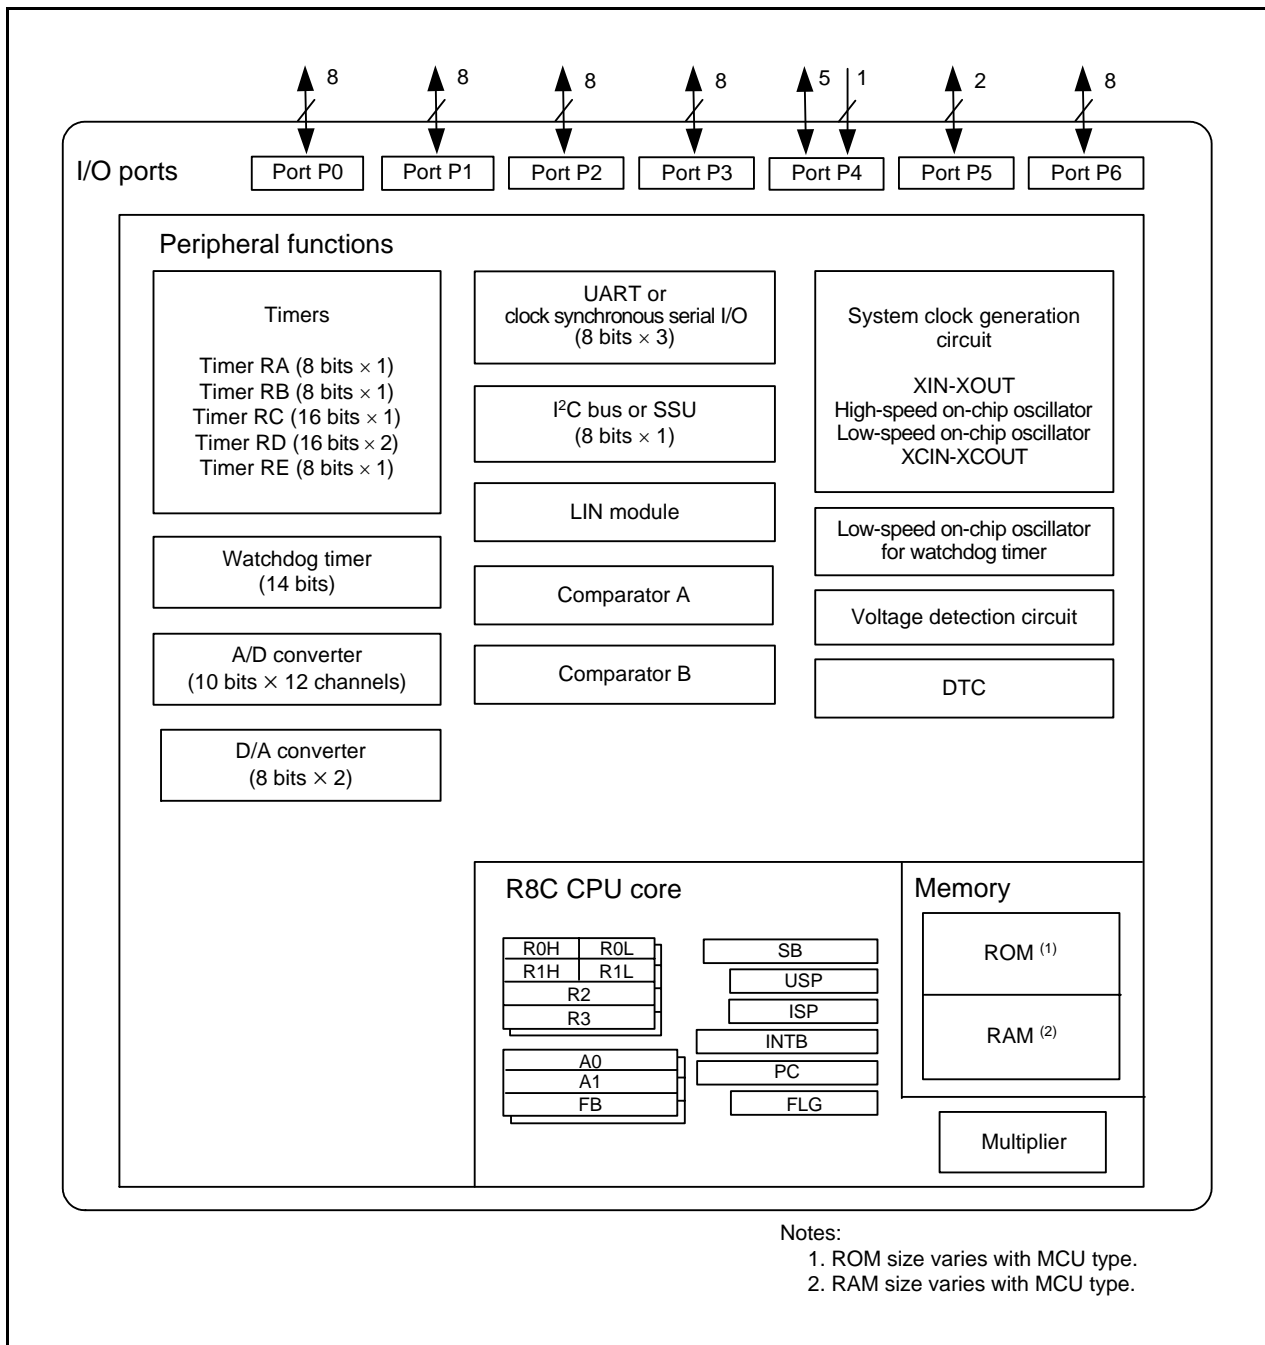 8 8 8 8 5 1 2 8
I/O ports
Port P0 Port P1 Port P2 Port P3 Port P4 Port P5 Port P6
Peripheral functions
Timers
Timer RA (8 bits × 1)
Timer RB (8 bits × 1)
Timer RC (16 bits × 1)
Timer RD (16 bits × 2)
Timer RE (8 bits × 1)
Watchdog timer
(14 bits)
A/D converter
(10 bits × 12 channels)
D/A converter
(8 bits × 2)
UART or
clock synchronous serial I/O
(8 bits × 3)
I²C bus or SSU
(8 bits × 1)
LIN module
Comparator A
Comparator B
System clock generation
circuit
XIN-XOUT
High-speed on-chip oscillator
Low-speed on-chip oscillator
XCIN-XCOUT
Low-speed on-chip oscillator
for watchdog timer
Voltage detection circuit
DTC
R8C CPU core
R0H R0L
R1H R1L
R2
R3
A0
A1
FB
SB
USP
ISP
INTB
PC
FLG
Memory
ROM (1)
RAM (2)
Multiplier
Notes:
1. ROM size varies with MCU type.
2. RAM size varies with MCU type.